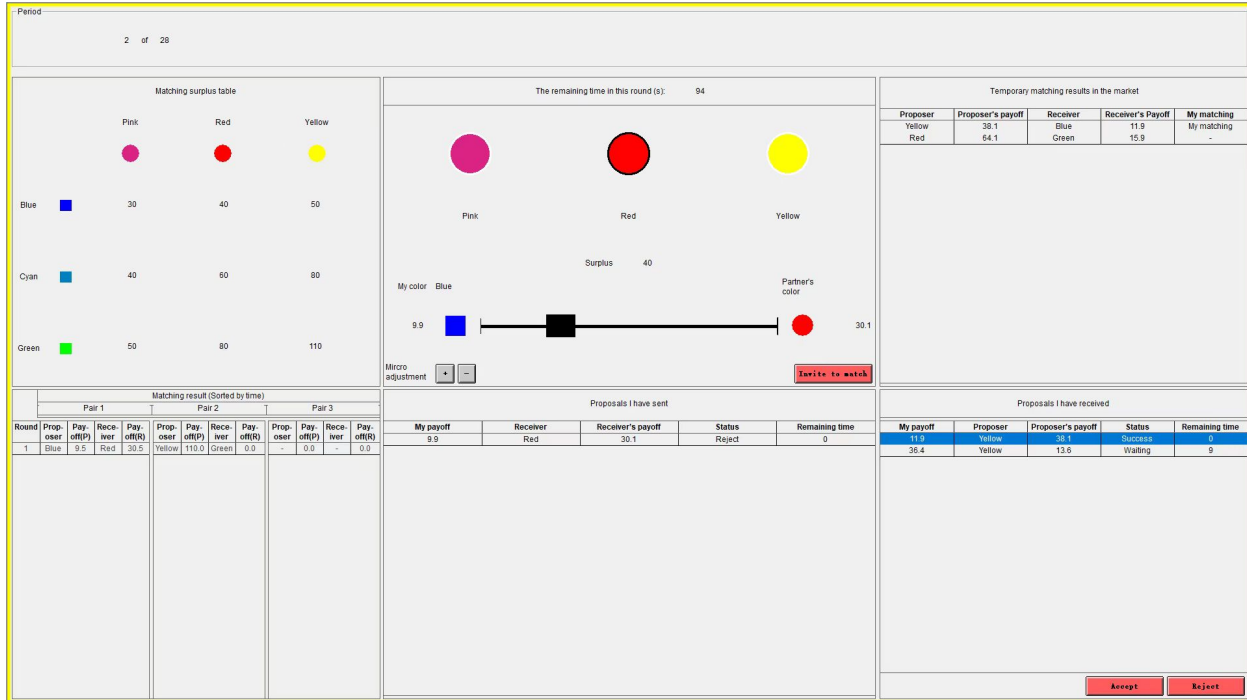 Period
2 of 28
Matching surplus table
Pink Red Yellow
Blue 30 40 50
Cyan 40 60 80
Green 50 80 110
The remaining time in this round (s): 94
Pink Red Yellow
Surplus 40
My color Blue
Partner's
color
9.9 30.1
Mircro
adjustment + -
Invite to match
Temporary matching results in the market
Proposer Proposer's payoff Receiver Receiver's Payoff My matching
Yellow 38.1 Blue 11.9 My matching
Red 64.1 Green 15.9 -
Matching result (Sorted by time)
Pair 1 Pair 2 Pair 3
Round Prop- Pay- Rece- Pay- Prop- Pay- Rece- Pay- Prop- Pay- Rece- Pay-
oser off(P) iver off(R) oser off(P) iver off(R) oser off(P) iver off(R)
1 Blue 9.5 Red 30.5 Yellow 110.0 Green 0.0 - 0.0 - 0.0
Proposals I have sent
My payoff Receiver Receiver's payoff Status Remaining time
9.9 Red 30.1 Reject 0
Proposals I have received
My payoff Proposer Proposer's payoff Status Remaining time
11.9 Yellow 38.1 Success 0
36.4 Yellow 13.6 Waiting 9
Accept Reject